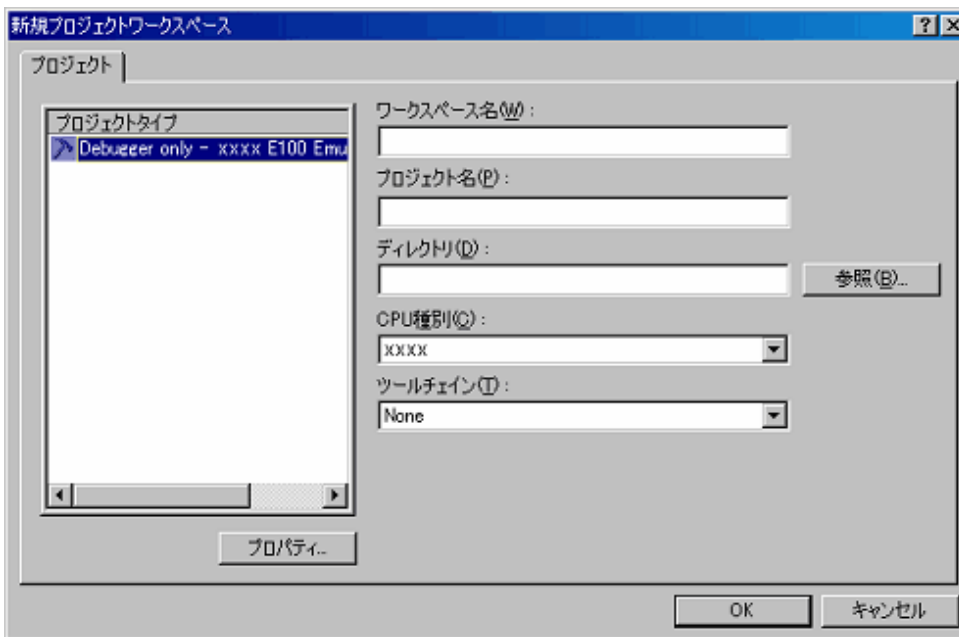 新規プロジェクトワークスペース
プロジェクト
プロジェクトタイプ
Debugger only - xxxx E100 Emu
プロパティ...
ワークスペース名(W) :
プロジェクト名(P) :
ディレクトリ(D) :
参照(B)...
CPU種別(C) :
xxxx
ツールチェイン(T) :
None
OK
キャンセル